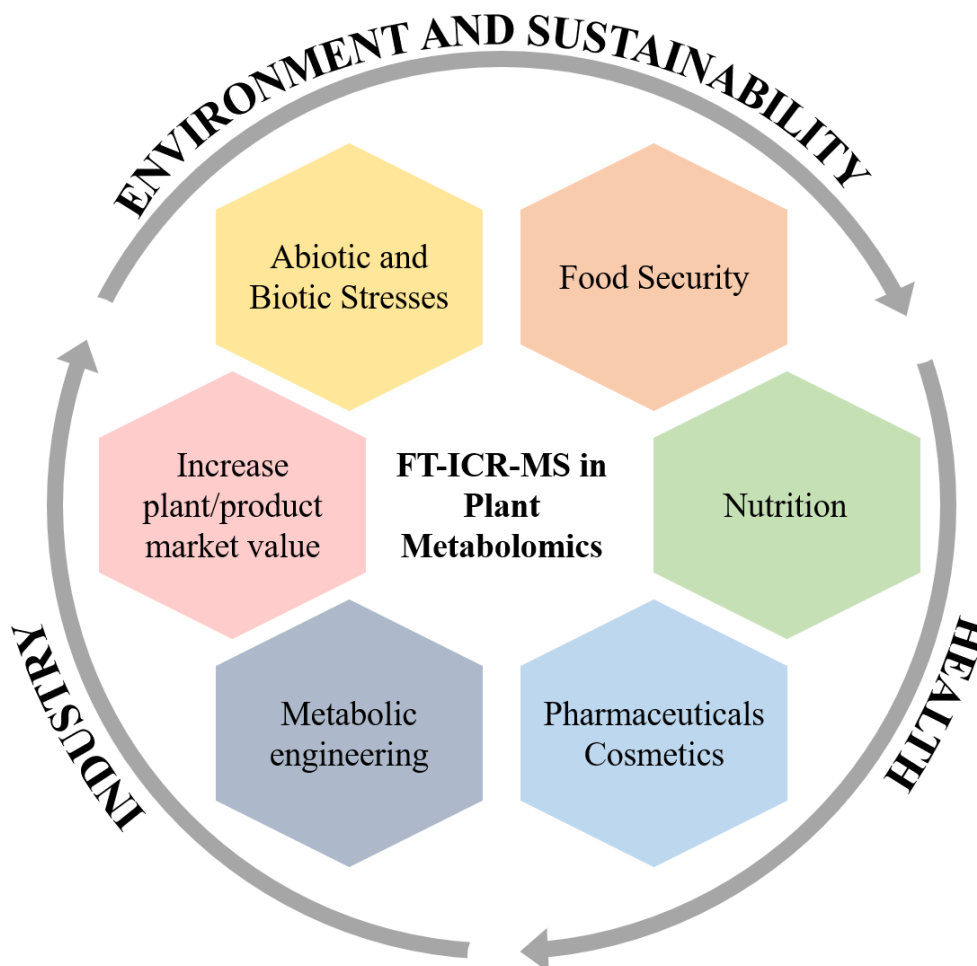 ENVIRONMENT AND SUSTAINABILITY
Abiotic and
Biotic Stresses
Food Security
Increase
plant/product
market value
FT-ICR-MS in
Plant
Metabolomics
Nutrition
Metabolic
engineering
Pharmaceuticals
Cosmetics
INDUSTRY
HEALTH